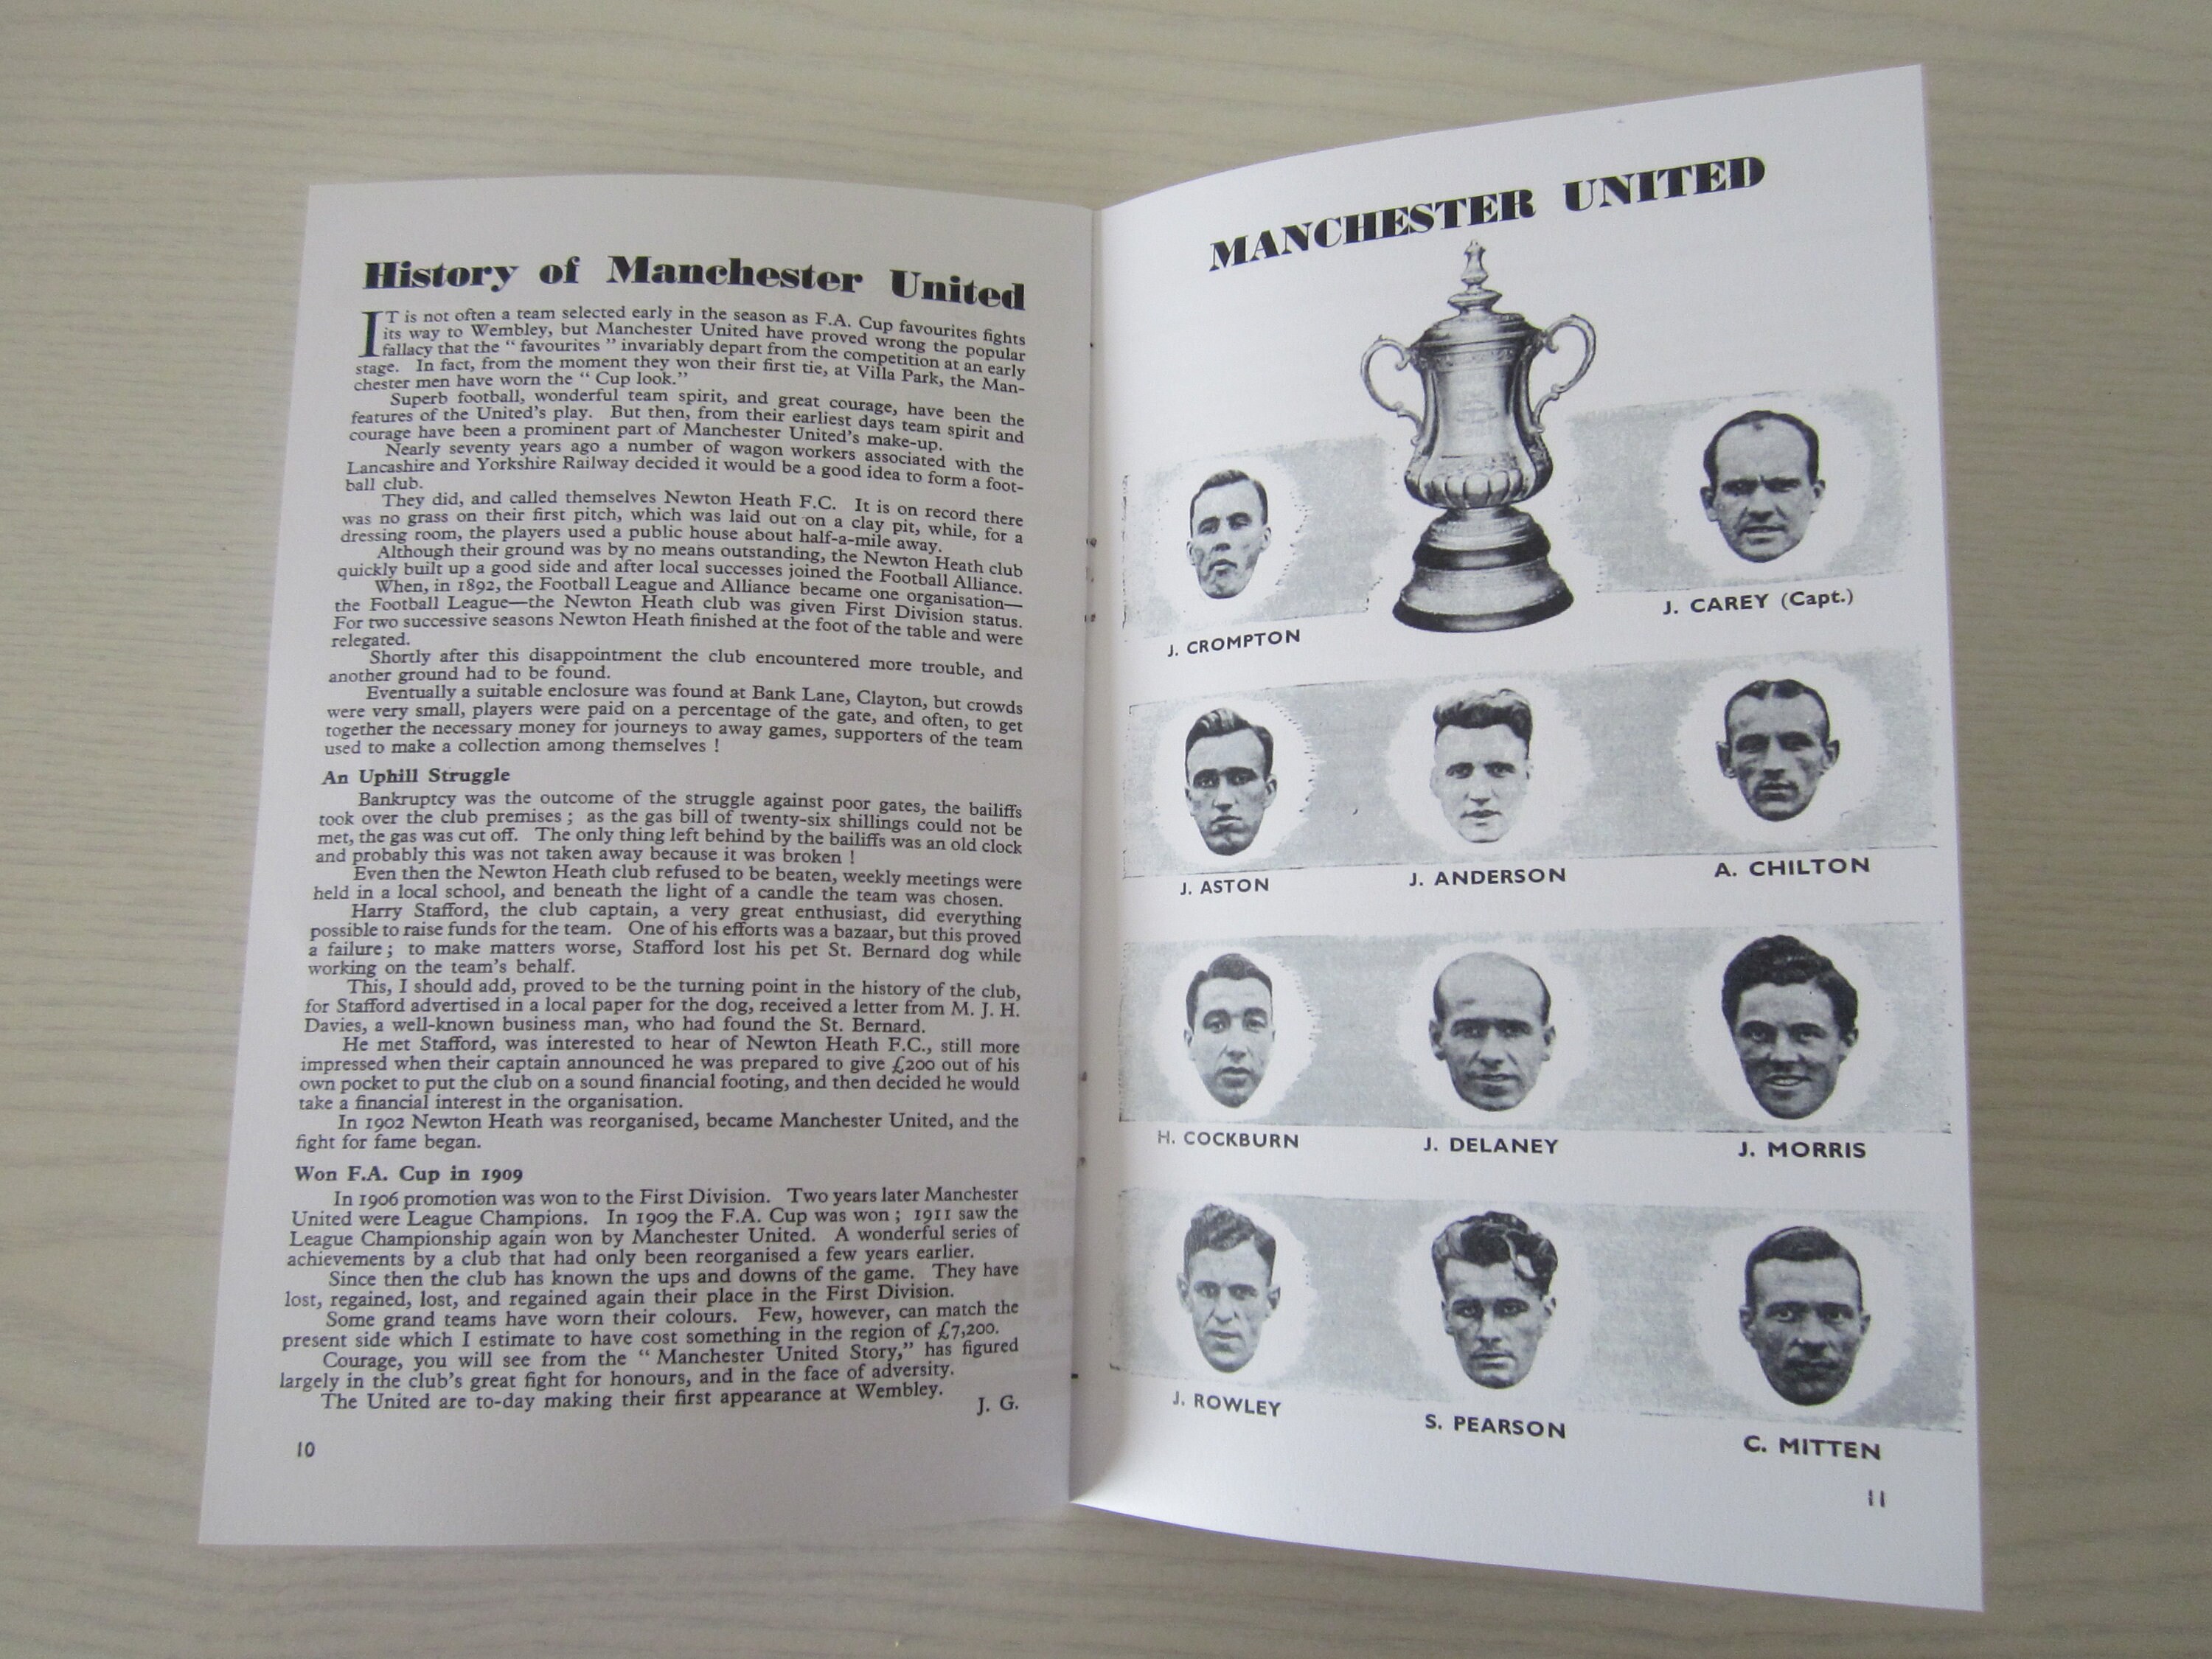 History of Manchester United
IT is not often a team selected early in the season as F.A. Cup favourites fights
its way to Wembley, but Manchester United have proved wrong the popular
fallacy that the " favourites " invariably depart from the competition at an early
stage. In fact, from the moment they won their first tie, at Villa Park, the Man-
chester men have worn the " Cup look."
Superb football, wonderful team spirit, and great courage, have been the
features of the United's play. But then, from their earliest days team spirit and
courage have been a prominent part of Manchester United's make-up.
Nearly seventy years ago a number of wagon workers associated with the
Lancashire and Yorkshire Railway decided it would be a good idea to form a foot-
ball club.
They did, and called themselves Newton Heath F.C. It is on record there
was no grass on their first pitch, which was laid out on a clay pit, while, for a
dressing room, the players used a public house about half-a-mile away.
Although their ground was by no means outstanding, the Newton Heath club
quickly built up a good side and after local successes joined the Football Alliance.
When, in 1892, the Football League and Alliance became one organisation—
the Football League—the Newton Heath club was given First Division status.
For two successive seasons Newton Heath finished at the foot of the table and were
relegated.
Shortly after this disappointment the club encountered more trouble, and
another ground had to be found.
Eventually a suitable enclosure was found at Bank Lane, Clayton, but crowds
were very small, players were paid on a percentage of the gate, and often, to get
together the necessary money for journeys to away games, supporters of the team
used to make a collection among themselves !
An Uphill Struggle
Bankruptcy was the outcome of the struggle against poor gates, the bailiffs
took over the club premises ; as the gas bill of twenty-six shillings could not be
met, the gas was cut off. The only thing left behind by the bailiffs was an old clock
and probably this was not taken away because it was broken !
Even then the Newton Heath club refused to be beaten, weekly meetings were
held in a local school, and beneath the light of a candle the team was chosen.
Harry Stafford, the club captain, a very great enthusiast, did everything
possible to raise funds for the team. One of his efforts was a bazaar, but this proved
a failure ; to make matters worse, Stafford lost his pet St. Bernard dog while
working on the team's behalf.
This, I should add, proved to be the turning point in the history of the club,
for Stafford advertised in a local paper for the dog, received a letter from M. J. H.
Davies, a well-known business man, who had found the St. Bernard.
He met Stafford, was interested to hear of Newton Heath F.C., still more
impressed when their captain announced he was prepared to give £200 out of his
own pocket to put the club on a sound financial footing, and then decided he would
take a financial interest in the organisation.
In 1902 Newton Heath was reorganised, became Manchester United, and the
fight for fame began.
Won F.A. Cup in 1909
In 1906 promotion was won to the First Division. Two years later Manchester
United were League Champions. In 1909 the F.A. Cup was won ; 1911 saw the
League Championship again won by Manchester United. A wonderful series of
achievements by a club that had only been reorganised a few years earlier.
Since then the club has known the ups and downs of the game. They have
lost, regained, lost, and regained again their place in the First Division.
Some grand teams have worn their colours. Few, however, can match the
present side which I estimate to have cost something in the region of £7,200.
Courage, you will see from the " Manchester United Story," has figured
largely in the club's great fight for honours, and in the face of adversity.
The United are to-day making their first appearance at Wembley.
J. G.
10
MANCHESTER UNITED
J. CROMPTON
J. CAREY (Capt.)
J. ASTON
J. ANDERSON
A. CHILTON
H. COCKBURN
J. DELANEY
J. MORRIS
J. ROWLEY
S. PEARSON
C. MITTEN
11